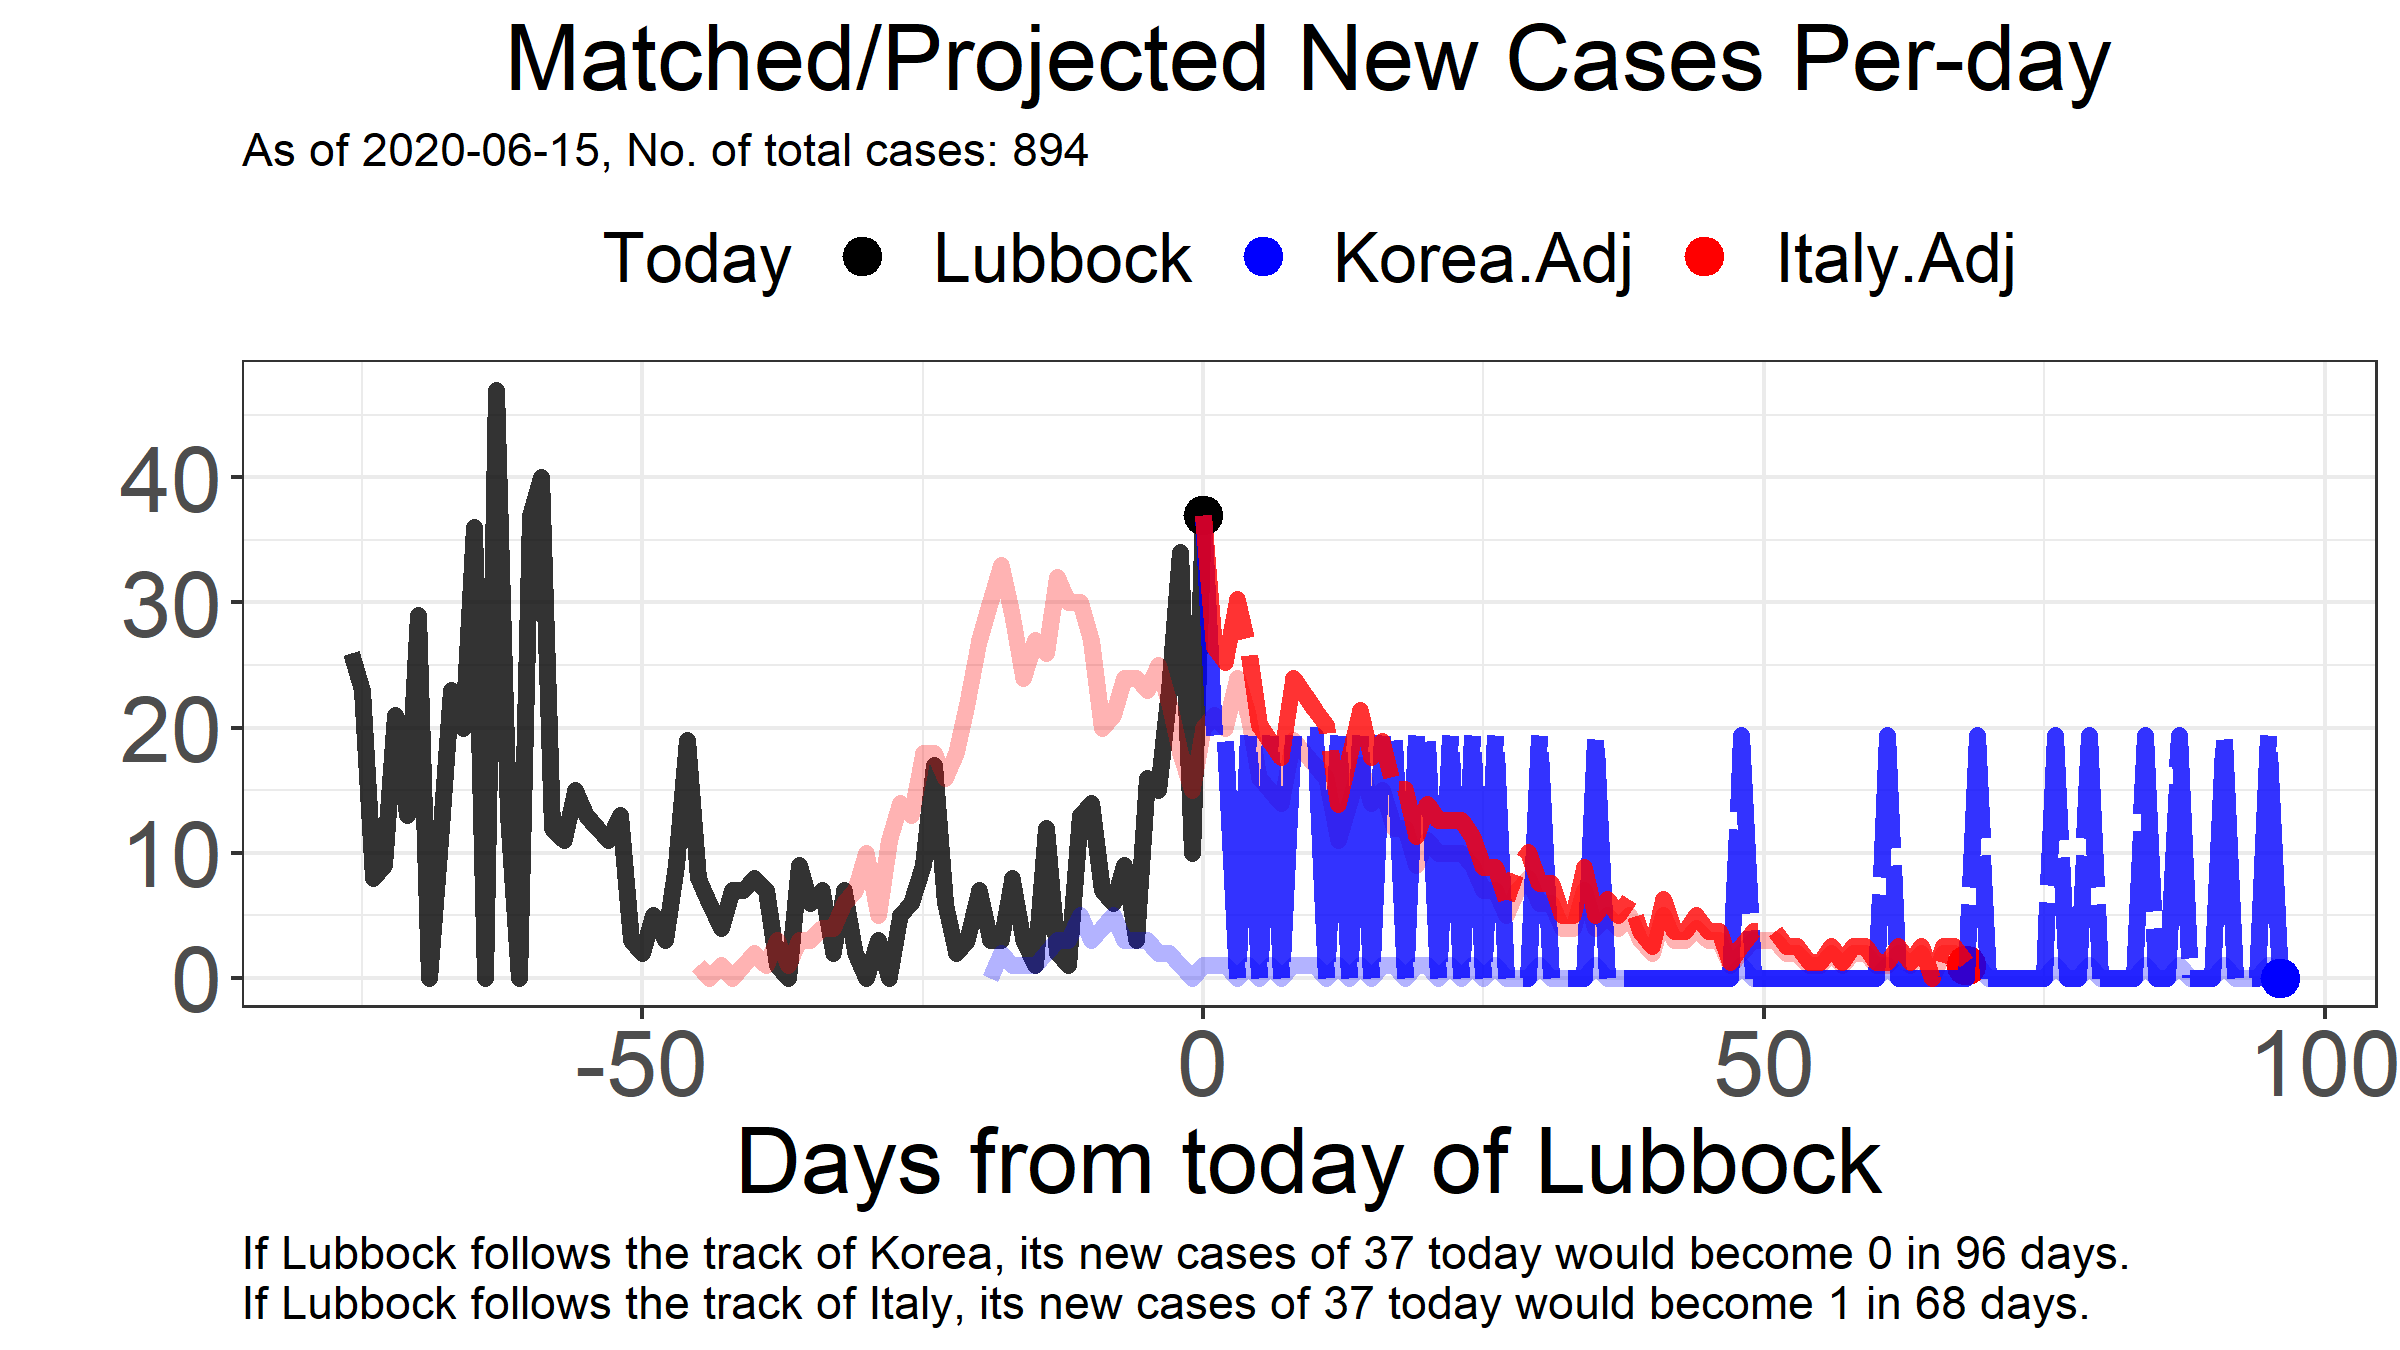 Matched/Projected New Cases Per-day
As of 2020-06-15, No. of total cases: 894
Today Lubbock Korea.Adj Italy.Adj
40
30
20
10
0
-50 0 50 100
Days from today of Lubbock
If Lubbock follows the track of Korea, its new cases of 37 today would become 0 in 96 days.
If Lubbock follows the track of Italy, its new cases of 37 today would become 1 in 68 days.